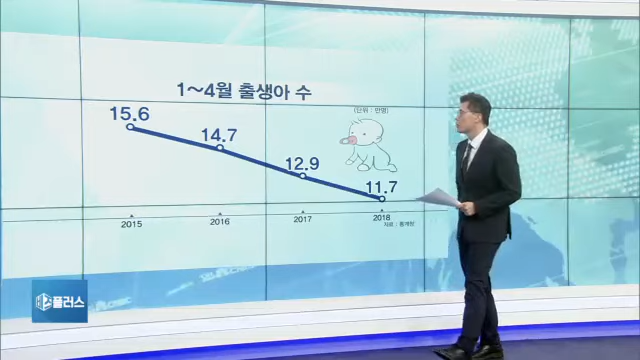 1~4월 출생아 수
(단위 : 만명)
15.6
14.7
12.9
11.7
2015 2016 2017 2018
자료 : 통계청
플러스